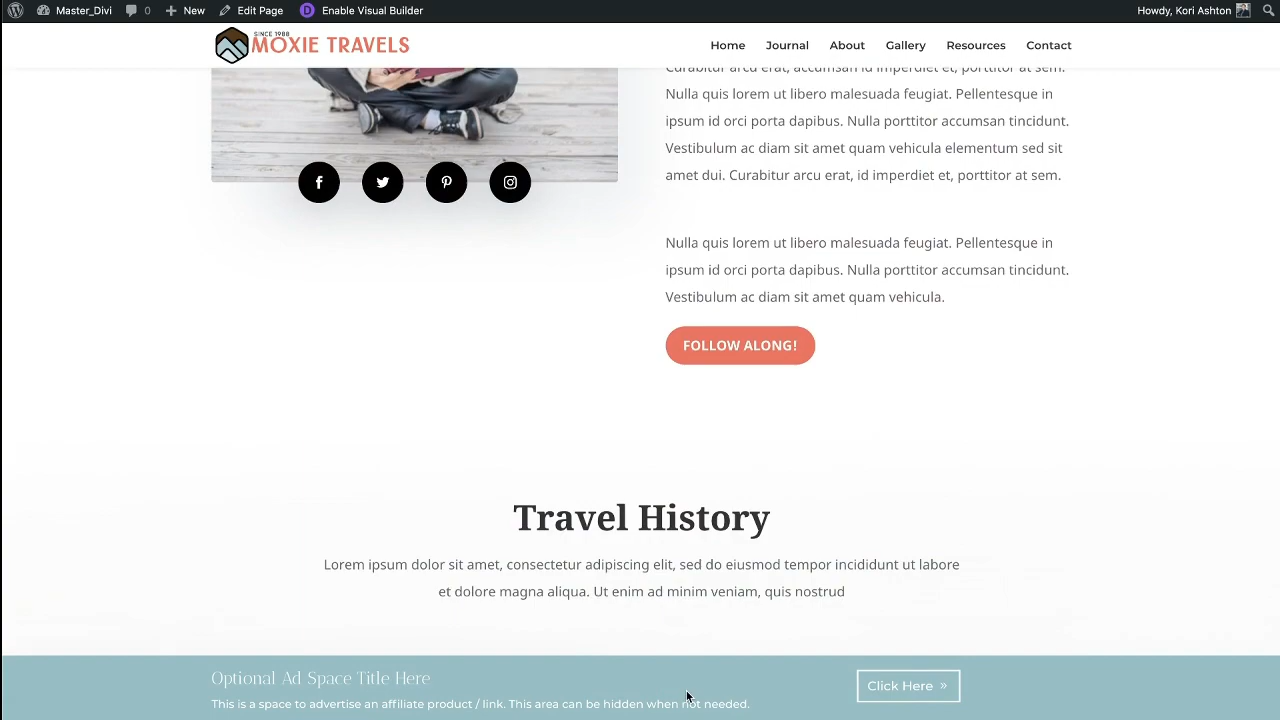 Master_Divi 0 New Edit Page Enable Visual Builder Howdy, Kori Ashton
SINCE 1988
MOXIE TRAVELS
Home Journal About Gallery Resources Contact
Curabitur arcu erat, accumsan id imperdiet et, porttitor at sem.
Nulla quis lorem ut libero malesuada feugiat. Pellentesque in
ipsum id orci porta dapibus. Nulla porttitor accumsan tincidunt.
Vestibulum ac diam sit amet quam vehicula elementum sed sit
amet dui. Curabitur arcu erat, id imperdiet et, porttitor at sem.
Nulla quis lorem ut libero malesuada feugiat. Pellentesque in
ipsum id orci porta dapibus. Nulla porttitor accumsan tincidunt.
Vestibulum ac diam sit amet quam vehicula.
FOLLOW ALONG!
Travel History
Lorem ipsum dolor sit amet, consectetur adipiscing elit, sed do eiusmod tempor incididunt ut labore
et dolore magna aliqua. Ut enim ad minim veniam, quis nostrud
Optional Ad Space Title Here
This is a space to advertise an affiliate product / link. This area can be hidden when not needed.
Click Here »